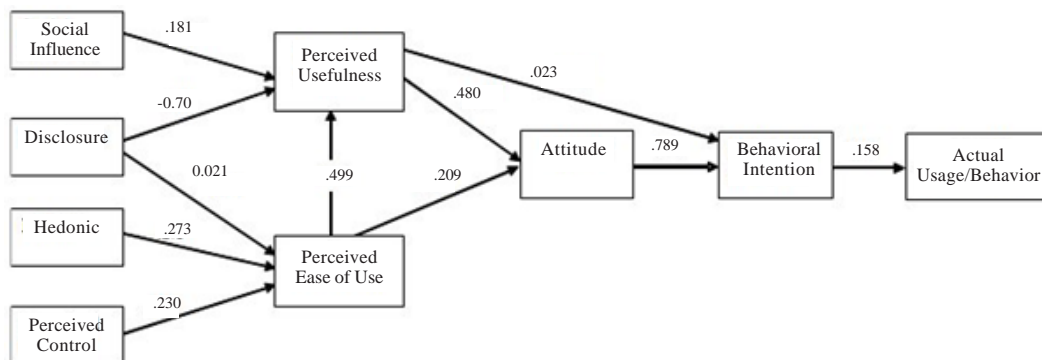 Social
Influence
.181
Perceived
Usefulness
.023
-0.70
.480
Disclosure
Attitude
.789
Behavioral
Intention
.158
Actual
Usage/Behavior
0.021
.499
.209
Hedonic
.273
Perceived
Ease of Use
.230
Perceived
Control